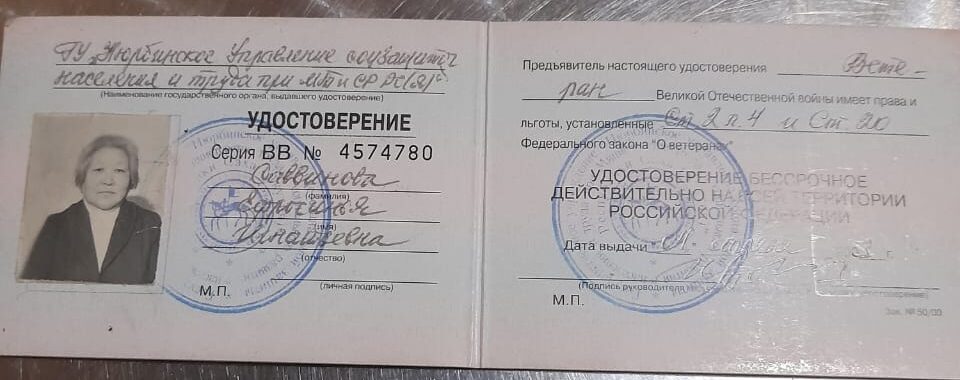 ГУ "Нюрбинское Управление соцзащиты
населения и труда при МТ и СР РС(Я)"
(Наименование государственного органа, выдавшего удостоверение)
УДОСТОВЕРЕНИЕ
Серия ВВ № 4574780
Саввинова
(фамилия)
(имя)
Игнатьевна
(отчество)
М.П.
(личная подпись)
Предъявитель настоящего удостоверения Вете-
ран Великой Отечественной войны имеет права и
льготы, установленные Ст 2 п. 4 и Ст. 20
Федерального закона "О ветеранах"
УДОСТОВЕРЕНИЕ БЕССРОЧНОЕ
ДЕЙСТВИТЕЛЬНО НА ВСЕЙ ТЕРРИТОРИИ
РОССИЙСКОЙ ФЕДЕРАЦИИ
Дата выдачи г.
(Подпись руководителя
М.П.
Зак. № 50/00